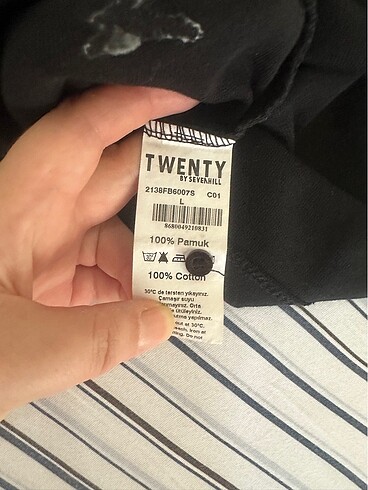 TWENTY
BY SEVENHILL
2138FB6007S C01
L
8680049210831
100% Pamuk
100% Cotton
30°C de tersten yıkayınız.
Çamaşır suyu
Orta
ütüleyiniz.
yapılmaz.
out at 30°C.
iron at
Do not